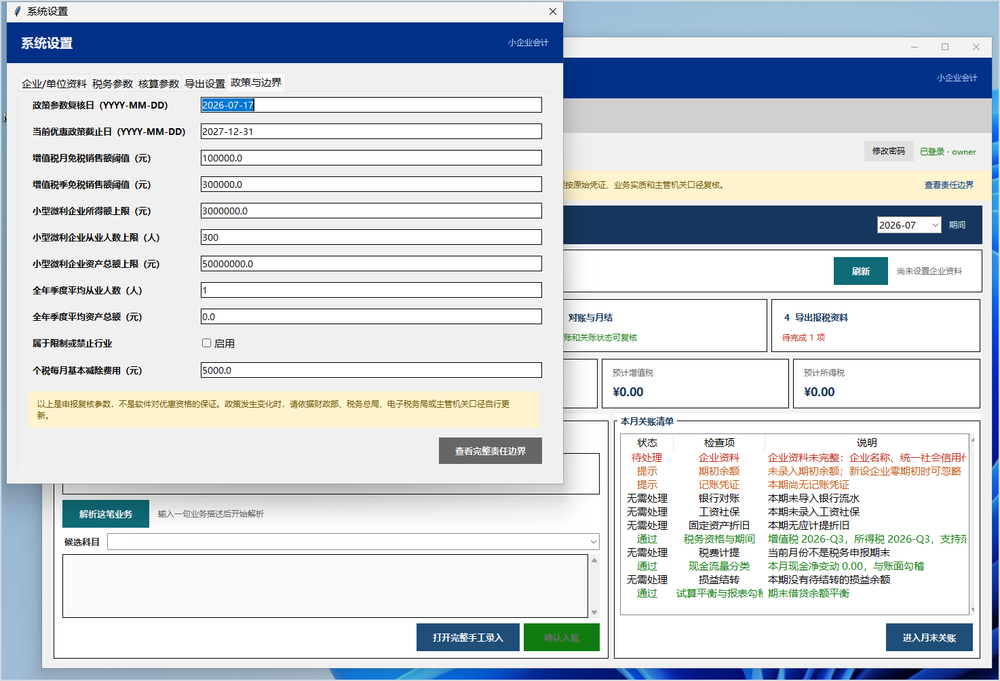 系统设置
系统设置
小企业会计
企业/单位资料 税务参数 核算参数 导出设置 政策与边界
政策参数复核日（YYYY-MM-DD） 2026-07-17
当前优惠政策截止日（YYYY-MM-DD） 2027-12-31
增值税月免税销售额阈值（元） 100000.0
增值税季免税销售额阈值（元） 300000.0
小型微利企业所得额上限（元） 3000000.0
小型微利企业从业人数上限（人） 300
小型微利企业资产总额上限（元） 50000000.0
全年季度平均从业人数（人） 1
全年季度平均资产总额（元） 0.0
属于限制或禁止行业 启用
个税每月基本减除费用（元） 5000.0
以上是申报复核参数，不是软件对优惠资格的保证。政策发生变化时，请依据财政部、税务总局、电子税务局或主管机关口径自行更
新。
查看完整责任边界
小企业会计
修改密码 已登录 · owner
按原始凭证、业务实质和主管机关口径复核。 查看责任边界
2026-07 期间
刷新 尚未设置企业资料
对账与月结
账和关账状态可复核
4 导出报税资料
待完成 1 项
预计增值税
¥0.00
预计所得税
¥0.00
解析这笔业务 输入一句业务描述后开始解析
候选科目
打开完整手工录入 确认入账
本月关账清单
状态 检查项 说明
待处理 企业资料 企业资料未完整：企业名称、统一社会信用
提示 期初余额 未录入期初余额；新设企业零期初时可忽略
提示 记账凭证 本期尚无记账凭证
无需处理 银行对账 本期未导入银行流水
无需处理 工资社保 本期未录入工资社保
无需处理 固定资产折旧 本期无应计提折旧
通过 税务资格与期间 增值税 2026-Q3，所得税 2026-Q3，支持
无需处理 税费计提 当前月份不是税务申报期末
通过 现金流量分类 本月现金净变动 0.00，与账面勾稽
无需处理 损益结转 本期没有待结转的损益余额
通过 试算平衡与报表勾 期末借贷余额平衡
进入月末关账